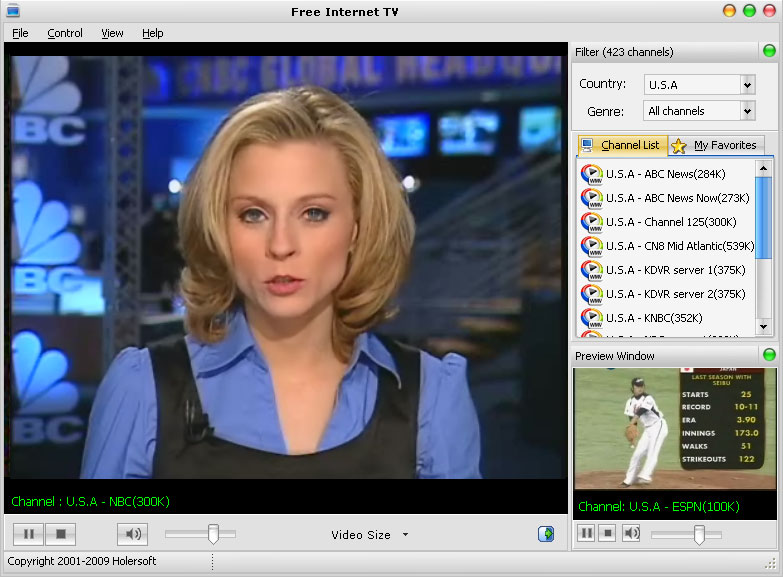 Free Internet TV
File Control View Help
CNBC GLOBAL HEADQU
BC
NBC
BC
Channel : U.S.A - NBC(300K)
Video Size
Copyright 2001-2009 Holersoft
Filter (423 channels)
Country: U.S.A
Genre: All channels
Channel List My Favorites
U.S.A - ABC News(284K)
U.S.A - ABC News Now(273K)
U.S.A - Channel 125(300K)
U.S.A - CN8 Mid Atlantic(539K)
U.S.A - KDVR server 1(375K)
U.S.A - KDVR server 2(375K)
U.S.A - KNBC(352K)
Preview Window
JAPAN
LAST SEASON WITH
SEIBU
STARTS 25
RECORD 10-11
ERA 3.90
INNINGS 173.0
WALKS 51
STRIKEOUTS 122
Channel: U.S.A - ESPN(100K)